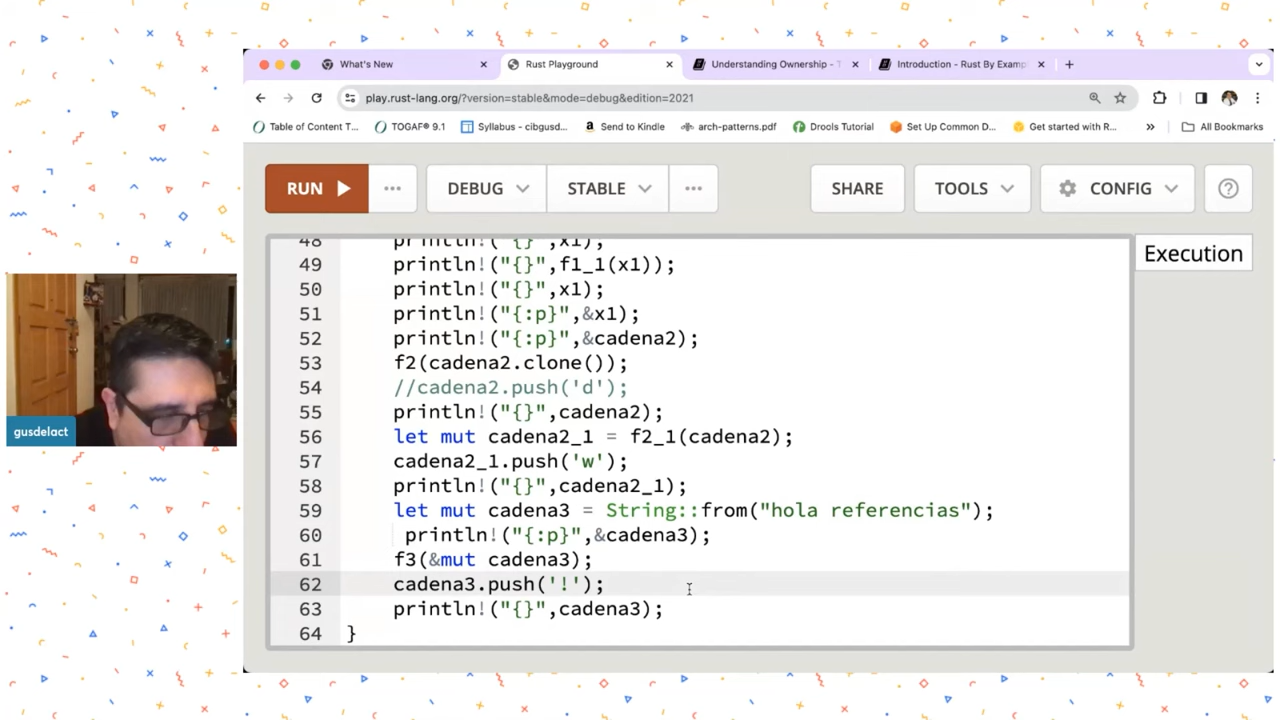 What's New
Rust Playground
Understanding Ownership - T
Introduction - Rust By Examp
play.rust-lang.org/?version=stable&mode=debug&edition=2021
Table of Content T...
TOGAF® 9.1
Syllabus - cibgusd...
Send to Kindle
arch-patterns.pdf
Drools Tutorial
Set Up Common D...
Get started with R...
»
All Bookmarks
RUN
...
DEBUG
STABLE
...
SHARE
TOOLS
CONFIG
?
Execution
48 println!("{}",x1);
49 println!("{}",f1_1(x1));
50 println!("{}",x1);
51 println!("{:p}",&x1);
52 println!("{:p}",&cadena2);
53 f2(cadena2.clone());
54 //cadena2.push('d');
55 println!("{}",cadena2);
56 let mut cadena2_1 = f2_1(cadena2);
57 cadena2_1.push('w');
58 println!("{}",cadena2_1);
59 let mut cadena3 = String::from("hola referencias");
60 println!("{:p}",&cadena3);
61 f3(&mut cadena3);
62 cadena3.push('!');
63 println!("{}",cadena3);
64 }
gusdelact